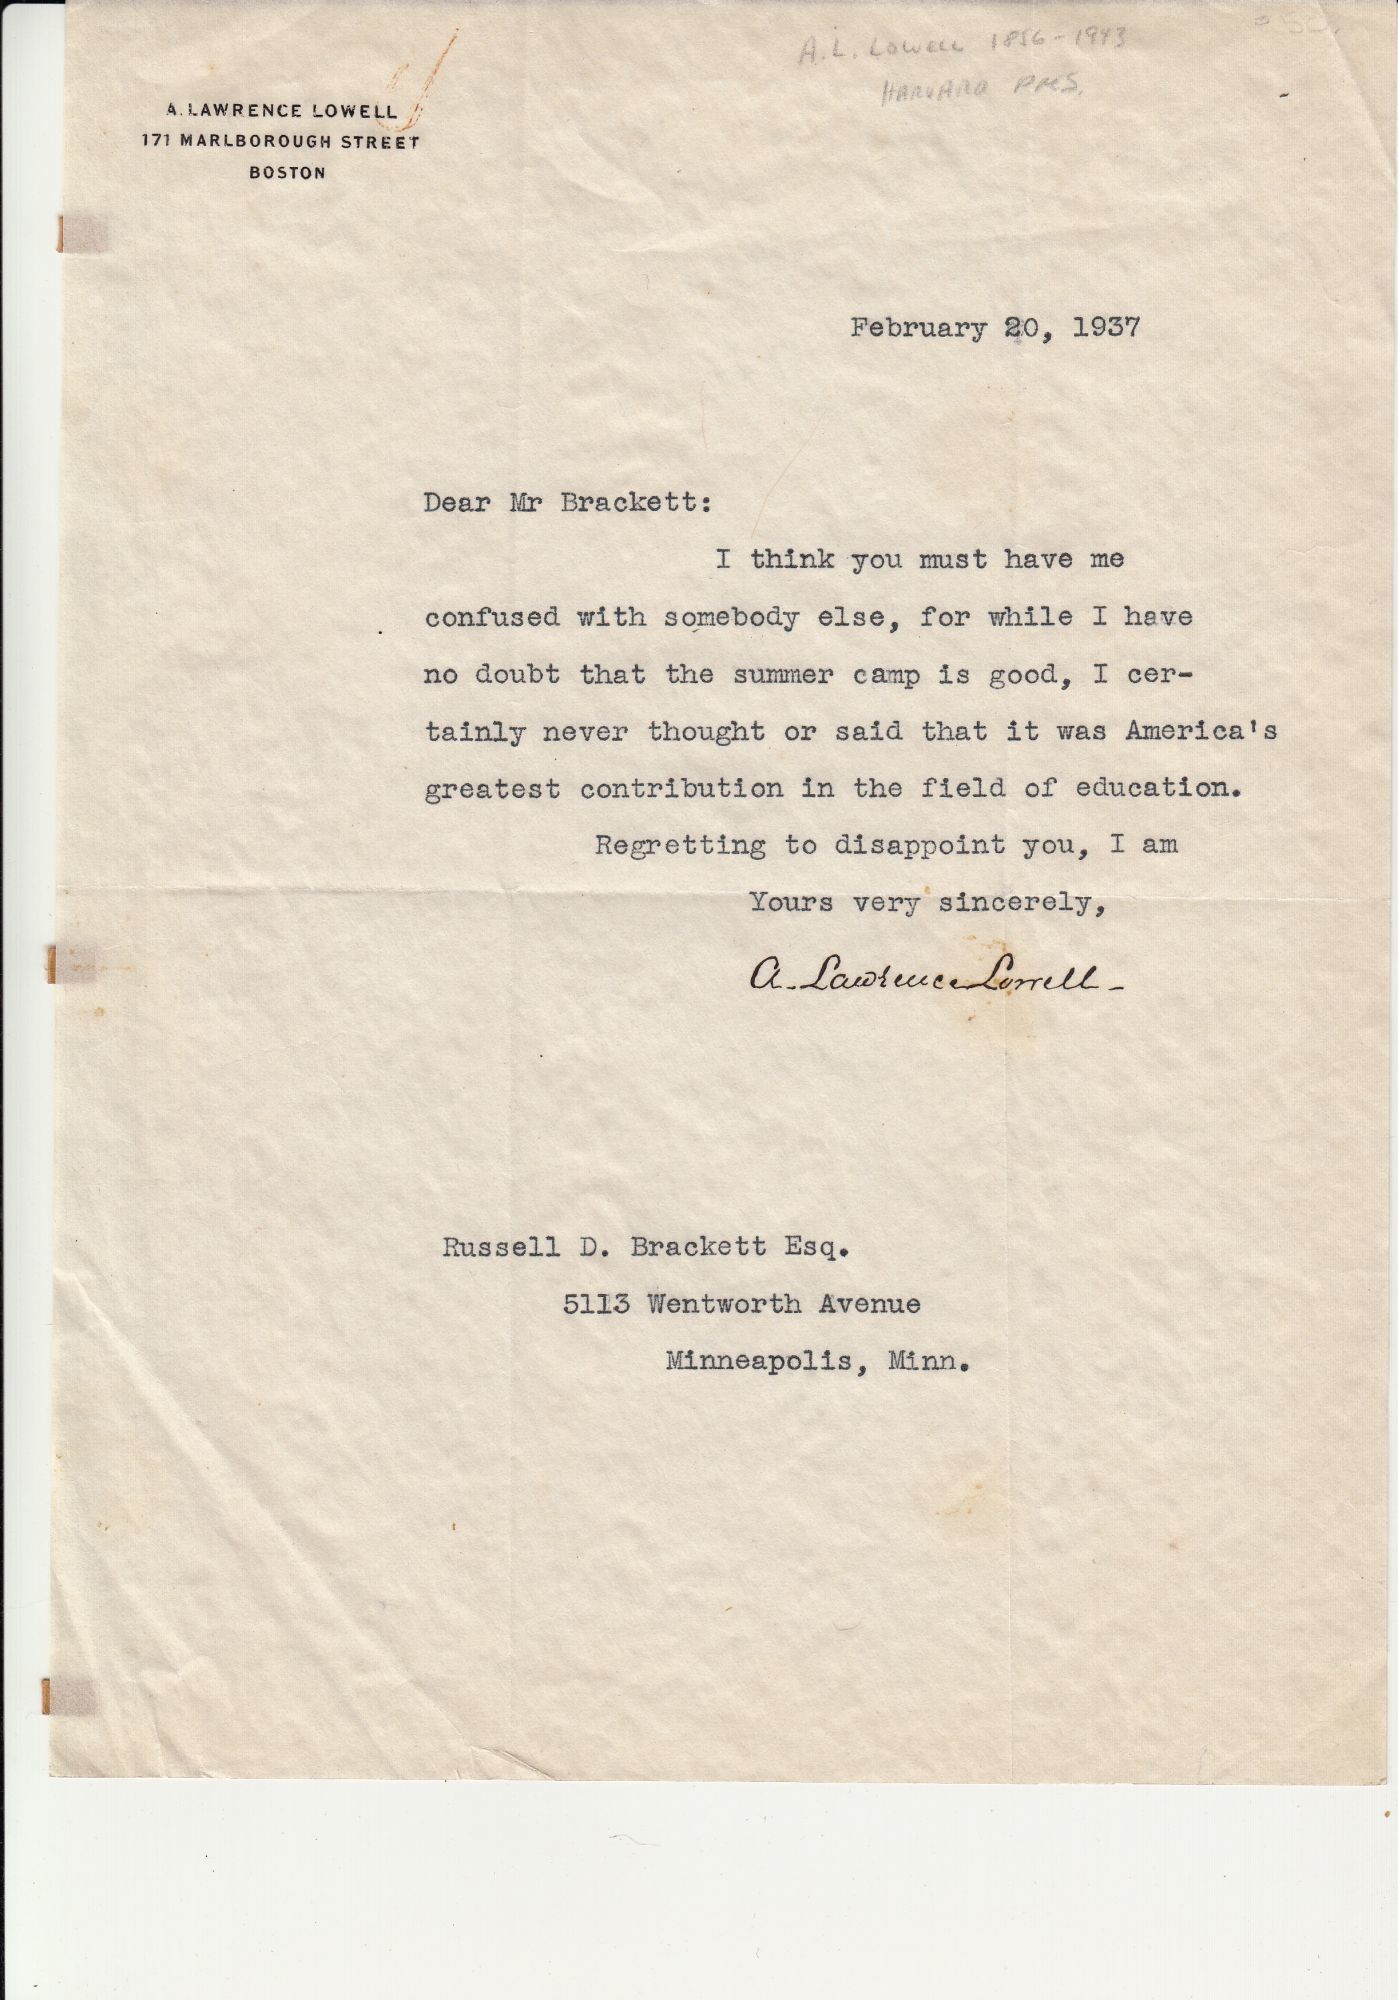 A. L. Lowell 1856-1943
Harvard Pres.
A. LAWRENCE LOWELL
171 MARLBOROUGH STREET
BOSTON
February 20, 1937
Dear Mr Brackett:
I think you must have me
confused with somebody else, for while I have
no doubt that the summer camp is good, I cer-
tainly never thought or said that it was America's
greatest contribution in the field of education.
Regretting to disappoint you, I am
Yours very sincerely,
A. Lawrence Lowell
Russell D. Brackett Esq.
5113 Wentworth Avenue
Minneapolis, Minn.